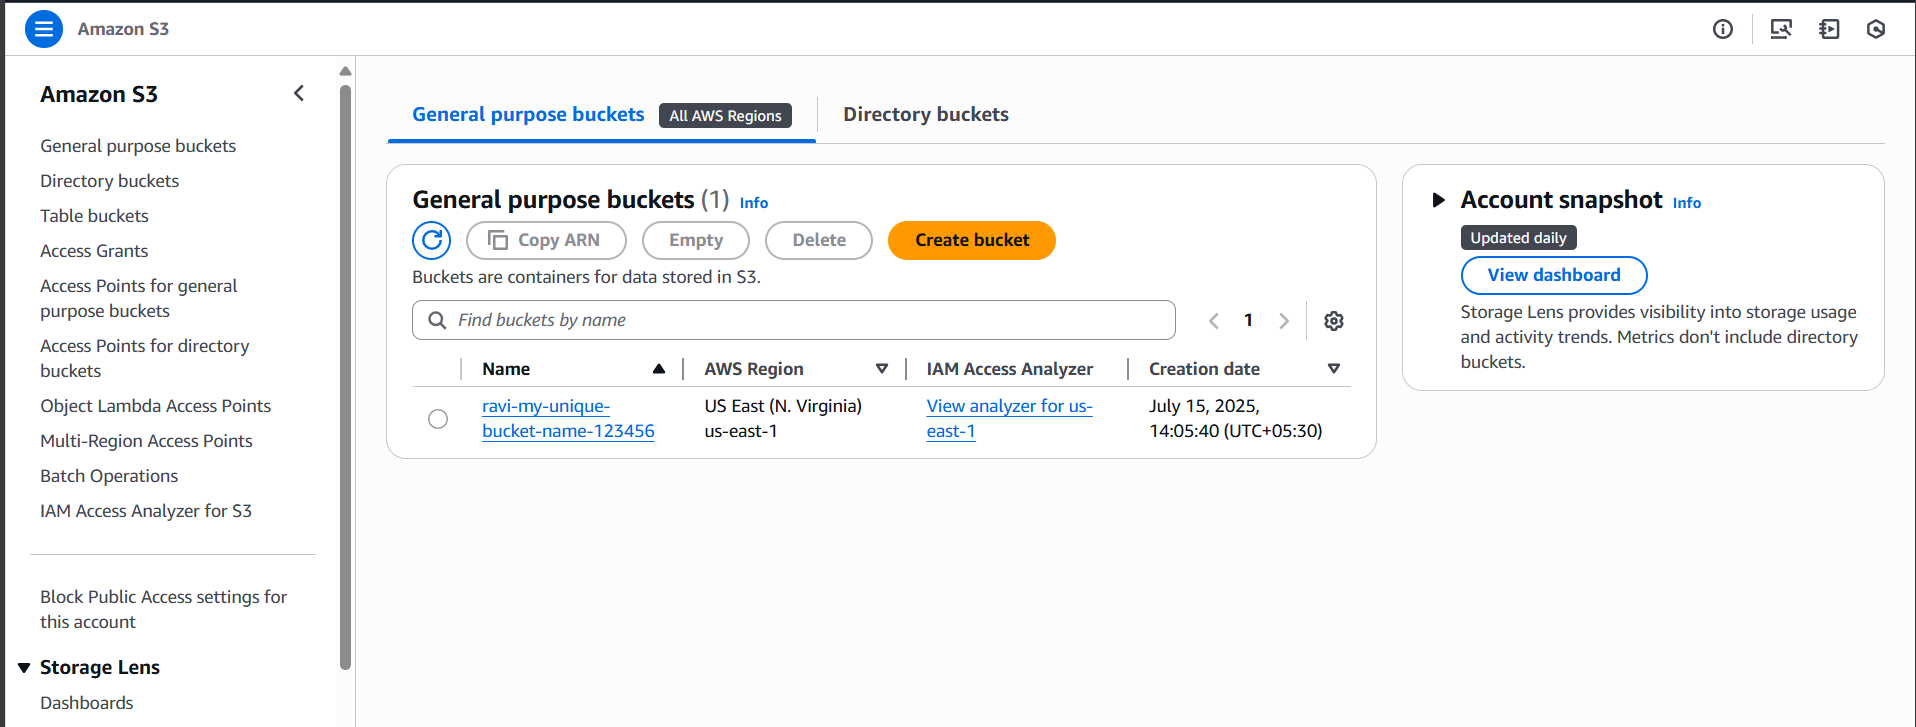 Amazon S3
Amazon S3
General purpose buckets
Directory buckets
Table buckets
Access Grants
Access Points for general
purpose buckets
Access Points for directory
buckets
Object Lambda Access Points
Multi-Region Access Points
Batch Operations
IAM Access Analyzer for S3
Block Public Access settings for
this account
Storage Lens
Dashboards
General purpose buckets All AWS Regions Directory buckets
General purpose buckets (1) Info
Copy ARN Empty Delete Create bucket
Buckets are containers for data stored in S3.
Find buckets by name 1
Name AWS Region IAM Access Analyzer Creation date
ravi-my-unique- US East (N. Virginia) View analyzer for us- July 15, 2025,
bucket-name-123456 us-east-1 east-1 14:05:40 (UTC+05:30)
Account snapshot Info
Updated daily
View dashboard
Storage Lens provides visibility into storage usage
and activity trends. Metrics don't include directory
buckets.